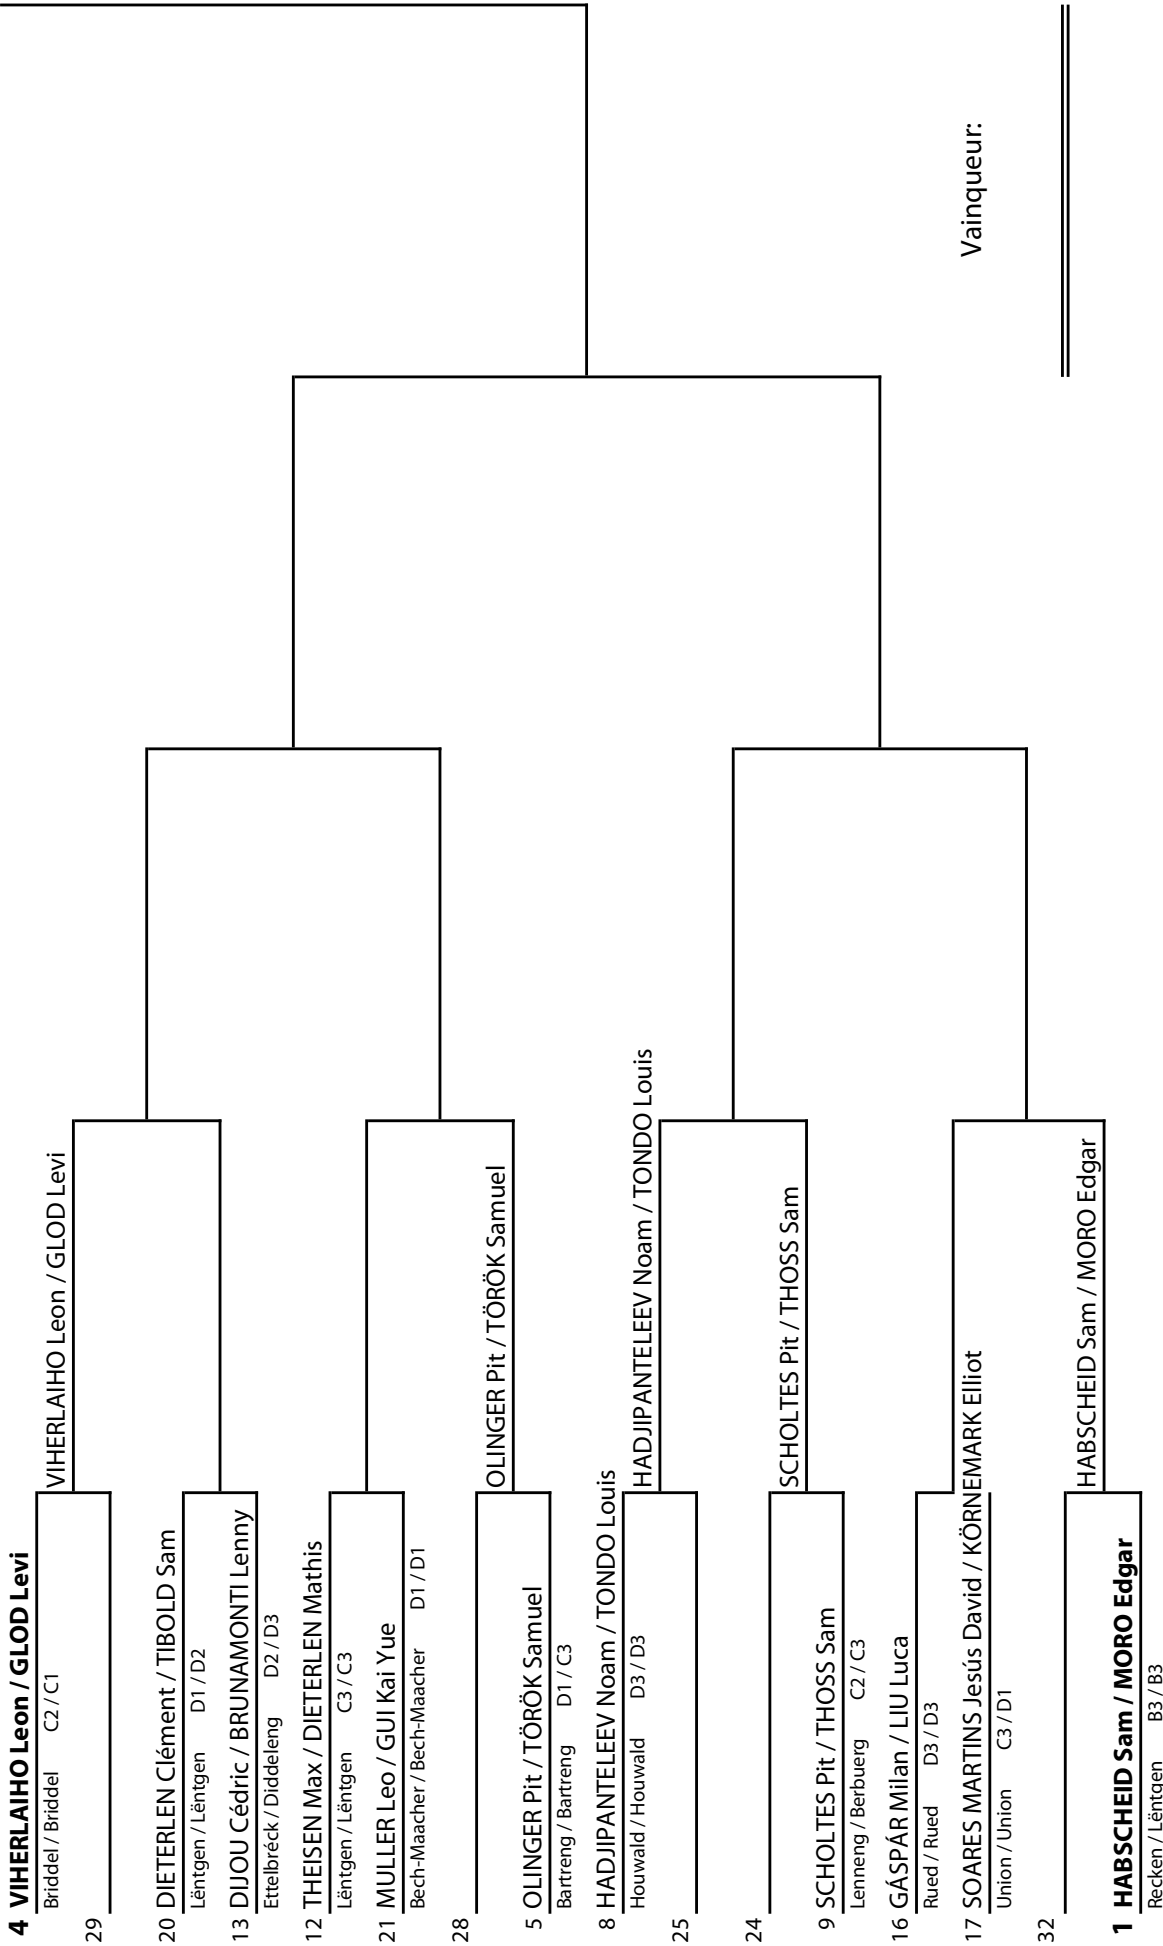 4 VIHERLAIHO Leon / GLOD Levi
Briddel / Briddel C2 / C1
VIHERLAIHO Leon / GLOD Levi
29
20 DIETERLEN Clément / TIBOLD Sam
Lëntgen / Lëntgen D1 / D2
13 DIJOU Cédric / BRUNAMONTI Lenny
Ettelbréck / Diddeleng D2 / D3
12 THEISEN Max / DIETERLEN Mathis
Lëntgen / Lëntgen C3 / C3
21 MULLER Leo / GUI Kai Yue
Bech-Maacher / Bech-Maacher D1 / D1
28
OLINGER Pit / TÖRÖK Samuel
5 OLINGER Pit / TÖRÖK Samuel
Bartreng / Bartreng D1 / C3
8 HADJIPANTELEEV Noam / TONDO Louis
Houwald / Houwald D3 / D3
HADJIPANTELEEV Noam / TONDO Louis
25
24
SCHOLTES Pit / THOSS Sam
9 SCHOLTES Pit / THOSS Sam
Lenneng / Berbuerg C2 / C3
16 GÁSPÁR Milan / LIU Luca
Rued / Rued D3 / D3
17 SOARES MARTINS Jesús David / KÖRNEMARK Elliot
Union / Union C3 / D1
Vainqueur:
32
HABSCHEID Sam / MORO Edgar
1 HABSCHEID Sam / MORO Edgar
Recken / Lëntgen B3 / B3